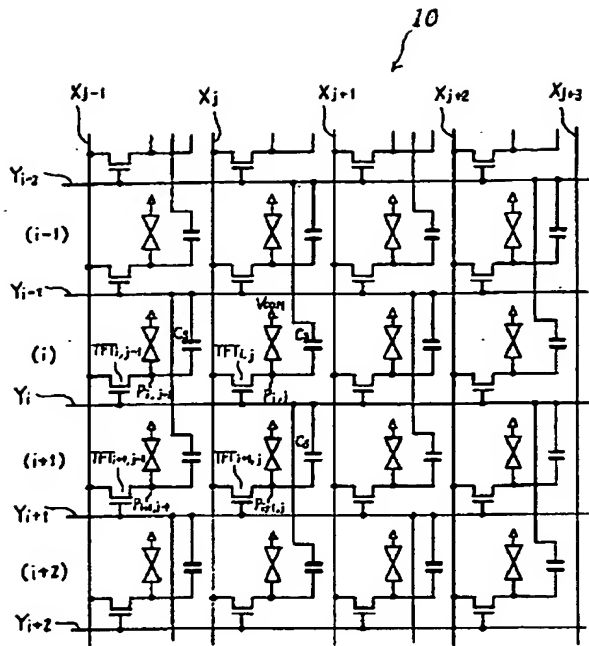 10
Xj-1 Xj Xj+1 Xj+2 Xj+3
Yi-2
(i-1)
Yi-1
VCOM
(i) Cs Cs
TFTi,j-1 TFTi,j
Pi,j-1 Pi,j
Yi
Cs
(i+1)
TFTi+1,j-1 TFTi+1,j
Pi+1,j-1 Pi+1,j
Yi+1
(i+2)
Yi+2